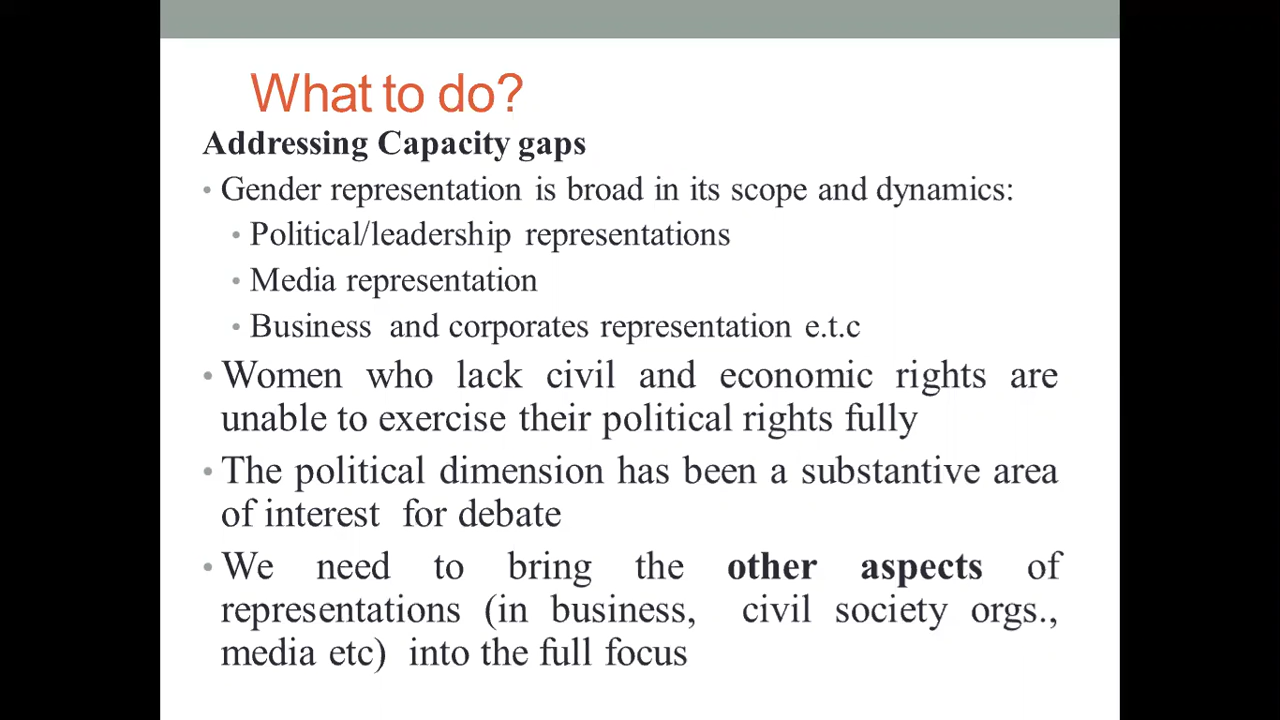 What to do?
Addressing Capacity gaps
• Gender representation is broad in its scope and dynamics:
• Political/leadership representations
• Media representation
• Business and corporates representation e.t.c
• Women who lack civil and economic rights are
unable to exercise their political rights fully
• The political dimension has been a substantive area
of interest for debate
• We need to bring the other aspects of
representations (in business, civil society orgs.,
media etc) into the full focus